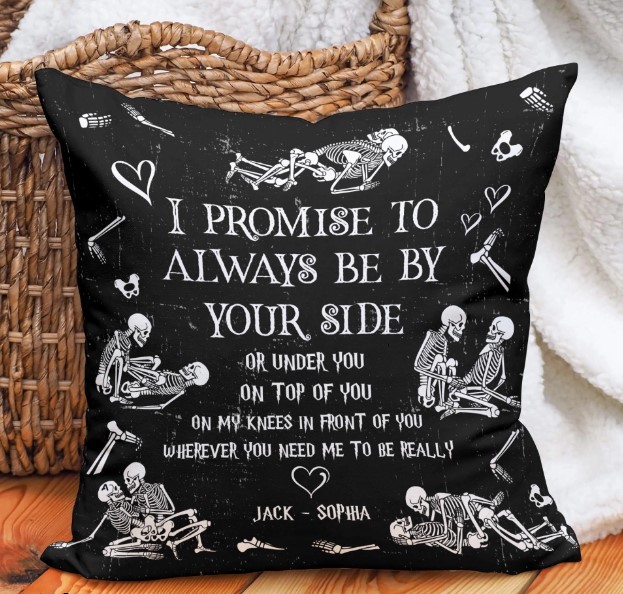 I PROMISE TO
ALWAYS BE BY
YOUR SIDE
OR UNDER YOU
ON TOP OF YOU
ON MY KNEES IN FRONT OF YOU
WHEREVER YOU NEED ME TO BE REALLY
JACK - SOPIHA